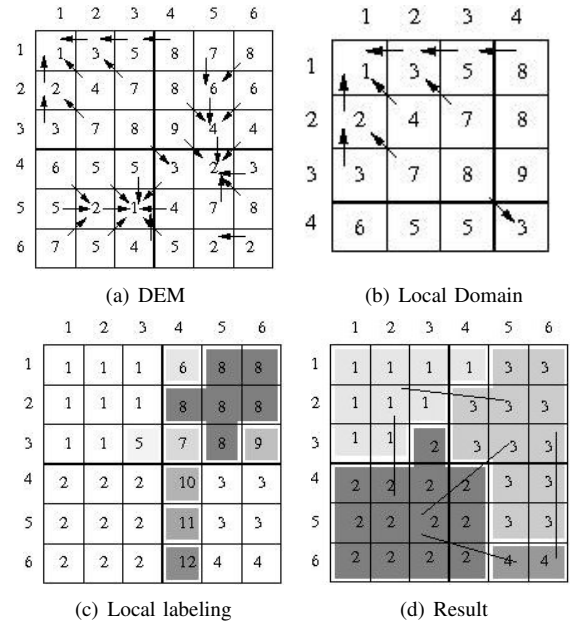 1 2 3 4 5 6
1 1 3 5 8 7 8
2 2 4 7 8 6 6
3 3 7 8 9 4 4
4 6 5 5 3 2 3
5 5 2 1 4 7 8
6 7 5 4 5 2 2
(a) DEM
1 2 3 4
1 1 3 5 8
2 2 4 7 8
3 3 7 8 9
4 6 5 5 3
(b) Local Domain
1 2 3 4 5 6
1 1 1 1 6 8 8
2 1 1 1 8 8 8
3 1 1 5 7 8 9
4 2 2 2 10 3 3
5 2 2 2 11 3 3
6 2 2 2 12 4 4
(c) Local labeling
1 2 3 4 5 6
1 1 1 1 1 3 3
2 1 1 1 3 3 3
3 1 1 2 3 3 3
4 2 2 2 2 3 3
5 2 2 2 2 3 3
6 2 2 2 2 4 4
(d) Result